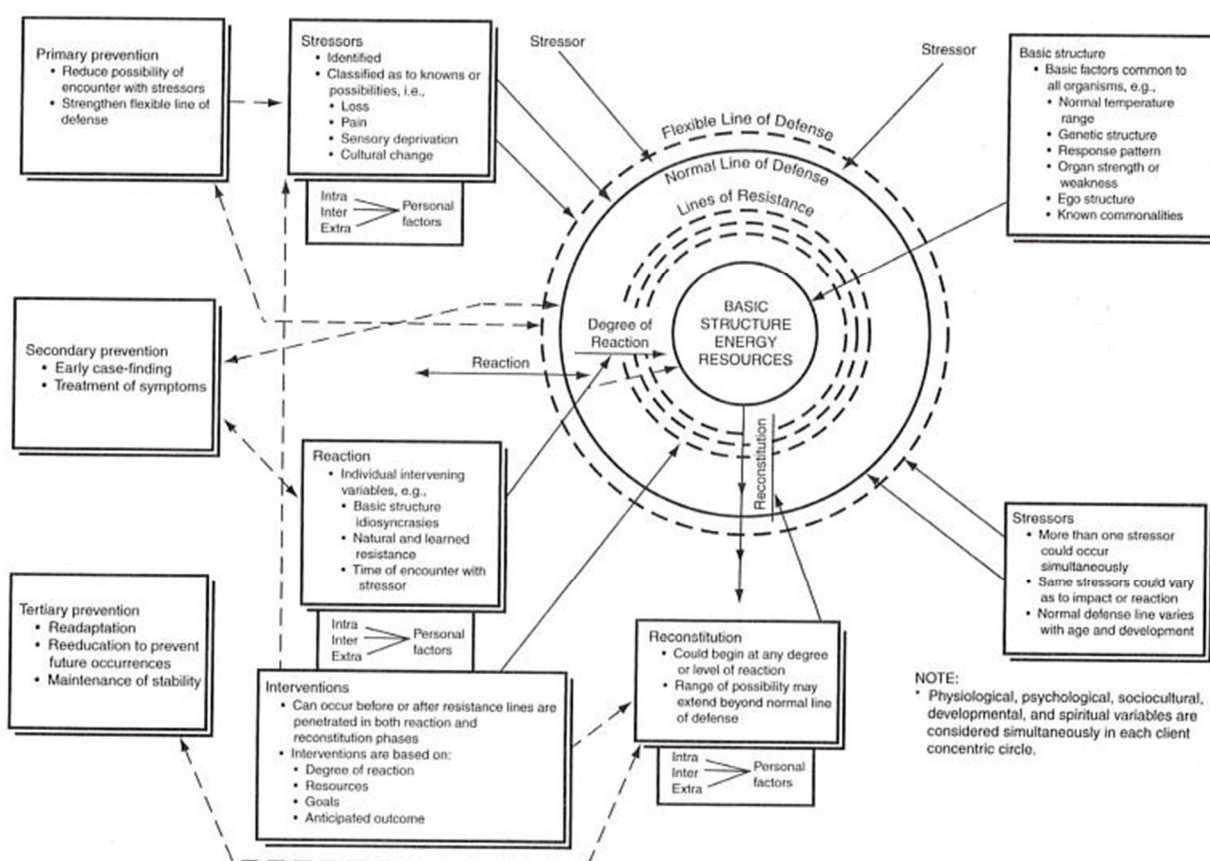 Primary prevention
• Reduce possibility of
encounter with stressors
• Strengthen flexible line of
defense
Stressors
• Identified
• Classified as to knowns or
possibilities, i.e.,
• Loss
• Pain
• Sensory deprivation
• Cultural change
Intra
Inter
Extra
Personal
factors
Stressor
Stressor
Basic structure
• Basic factors common to
all organisms, e.g.,
• Normal temperature
range
• Genetic structure
• Response pattern
• Organ strength or
weakness
• Ego structure
• Known commonalities
Flexible Line of Defense
Normal Line of Defense
Lines of Resistance
BASIC
STRUCTURE
ENERGY
RESOURCES
Degree of
Reaction
Reaction
Reconstitution
Secondary prevention
• Early case-finding
• Treatment of symptoms
Reaction
• Individual intervening
variables, e.g.,
• Basic structure
idiosyncrasies
• Natural and learned
resistance
• Time of encounter with
stressor
Intra
Inter
Extra
Personal
factors
Stressors
• More than one stressor
could occur
simultaneously
• Same stressors could vary
as to impact or reaction
• Normal defense line varies
with age and development
Tertiary prevention
• Readaptation
• Reeducation to prevent
future occurrences
• Maintenance of stability
Interventions
• Can occur before or after resistance lines are
penetrated in both reaction and
reconstitution phases
• Interventions are based on:
• Degree of reaction
• Resources
• Goals
• Anticipated outcome
Reconstitution
• Could begin at any degree
or level of reaction
• Range of possibility may
extend beyond normal line
of defense
Intra
Inter
Extra
Personal
factors
NOTE:
* Physiological, psychological, sociocultural,
developmental, and spiritual variables are
considered simultaneously in each client
concentric circle.